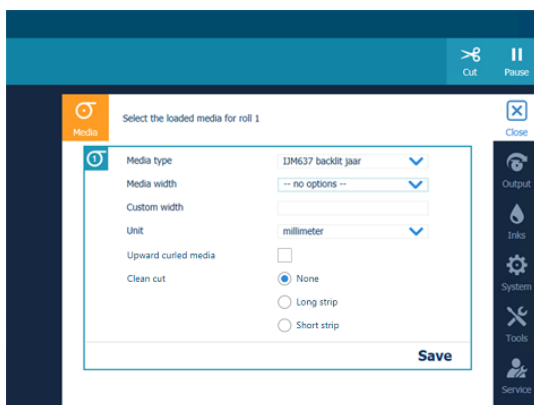 Cut
Pause
Media
Select the loaded media for roll 1
Close
1
Media type
IJM637 backlit jaar
Media width
-- no options --
Custom width
Unit
millimeter
Upward curled media
Clean cut
None
Long strip
Short strip
Save
Output
Inks
System
Tools
Service